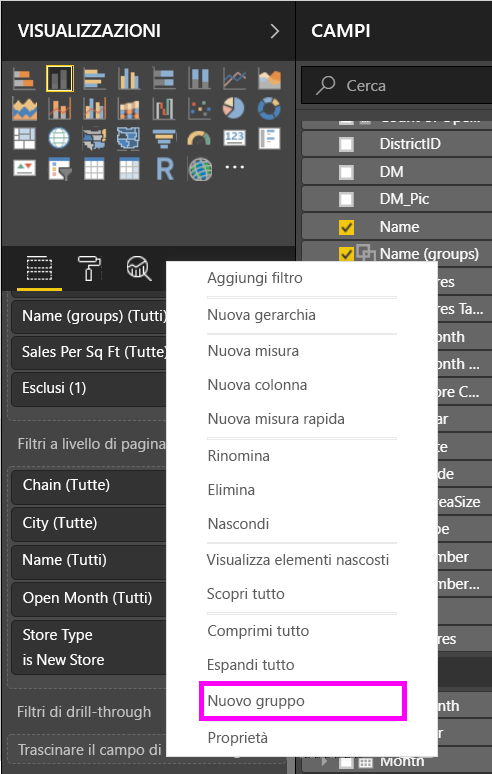 VISUALIZZAZIONI
CAMPI
Cerca
123
R
DistrictID
DM
DM_Pic
Name
Name (groups)
Name (groups) (Tutti)
Sales Per Sq Ft (Tutte)
Esclusi (1)
Filtri a livello di pagina
Chain (Tutte)
City (Tutte)
Name (Tutti)
Open Month (Tutti)
Store Type
is New Store
Filtri di drill-through
Trascinare il campo di
Aggiungi filtro
Nuova gerarchia
Nuova misura
Nuova colonna
Nuova misura rapida
Rinomina
Elimina
Nascondi
Visualizza elementi nascosti
Scopri tutto
Comprimi tutto
Espandi tutto
Nuovo gruppo
Proprietà
Month